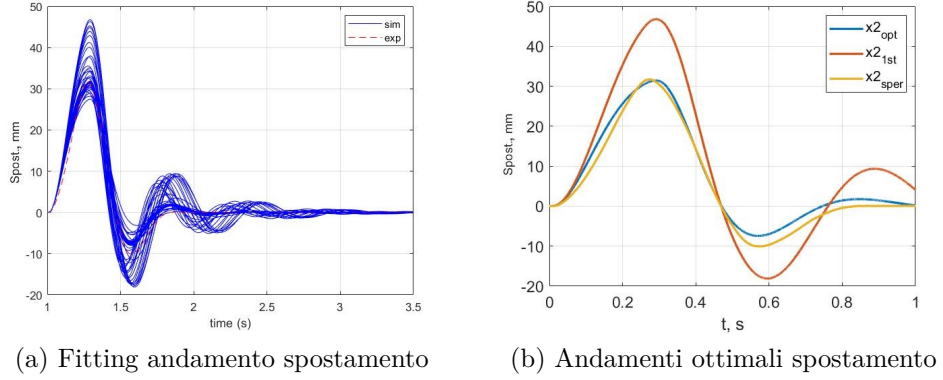 50
40
30
20
10
0
-10
-20
Spost., mm
sim
exp
1
1.5
2
2.5
3
3.5
time (s)
50
40
30
20
10
0
-10
-20
Spost., mm
x2opt
x21st
x2sper
0
0.2
0.4
0.6
0.8
1
t, s
(a) Fitting andamento spostamento
(b) Andamenti ottimali spostamento